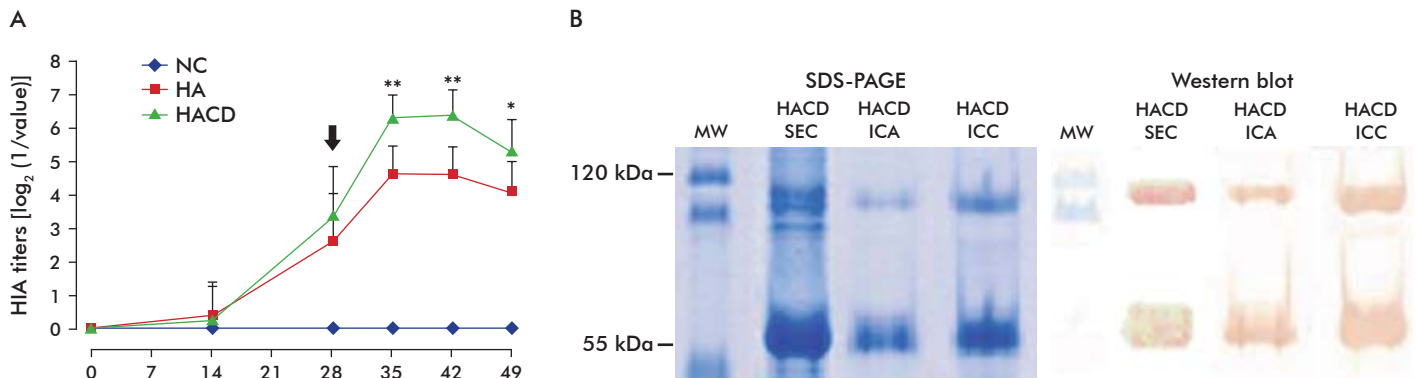 A
HIA titers [log₂ (1/value)]
8
7
6
5
4
3
2
1
0
NC
HA
HACD
**
**
*
0 7 14 21 28 35 42 49
B
SDS-PAGE
MW
HACD SEC
HACD ICA
HACD ICC
120 kDa
55 kDa
Western blot
MW
HACD SEC
HACD ICA
HACD ICC